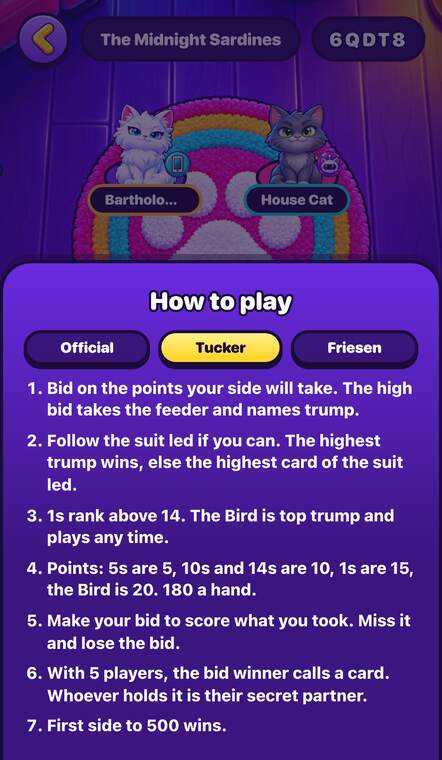 The Midnight Sardines
6QDT8
Bartholo...
House Cat
How to play
Official
Tucker
Friesen
1. Bid on the points your side will take. The high
bid takes the feeder and names trump.
2. Follow the suit led if you can. The highest
trump wins, else the highest card of the suit
led.
3. 1s rank above 14. The Bird is top trump and
plays any time.
4. Points: 5s are 5, 10s and 14s are 10, 1s are 15,
the Bird is 20. 180 a hand.
5. Make your bid to score what you took. Miss it
and lose the bid.
6. With 5 players, the bid winner calls a card.
Whoever holds it is their secret partner.
7. First side to 500 wins.